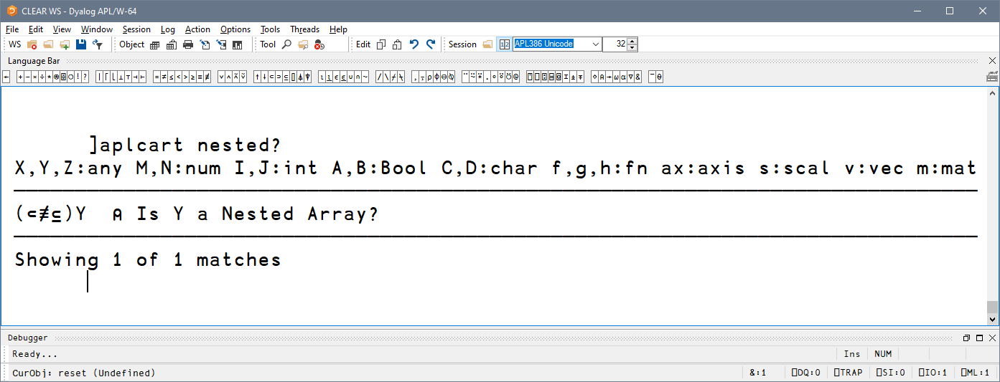 CLEAR WS - Dyalog APL/W-64
File Edit View Window Session Log Action Options Tools Threads Help
WS Object Tool Edit Session APL386 Unicode 32
Language Bar
← +-×÷*⍟⌹○!? |⌈⌊⊥⊤⊣⊢ =≠≤<>≥≡≢ ∨∧⍲⍱ ↑↓⊂⊃⊆⌷⍋⍒ ⍳⍸∊⍷∪∩~ /\⌿⍀ ,⍪⍴⌽⊖⍉ ¨⍨⍣.∘⍤⍥@ ⍞⎕⍠⌸⌺⌶⍎⍕ ⋄⍝→⍵⍺∇& ¯⍬
]aplcart nested?
X,Y,Z:any M,N:num I,J:int A,B:Bool C,D:char f,g,h:fn ax:axis s:scal v:vec m:mat
(⊂≢⊆)Y ⍝ Is Y a Nested Array?
Showing 1 of 1 matches
Debugger
Ready...
Ins NUM
CurObj: reset (Undefined)
&:1 ⎕DQ:0 ⎕TRAP ⎕SI:0 ⎕IO:1 ⎕ML:1